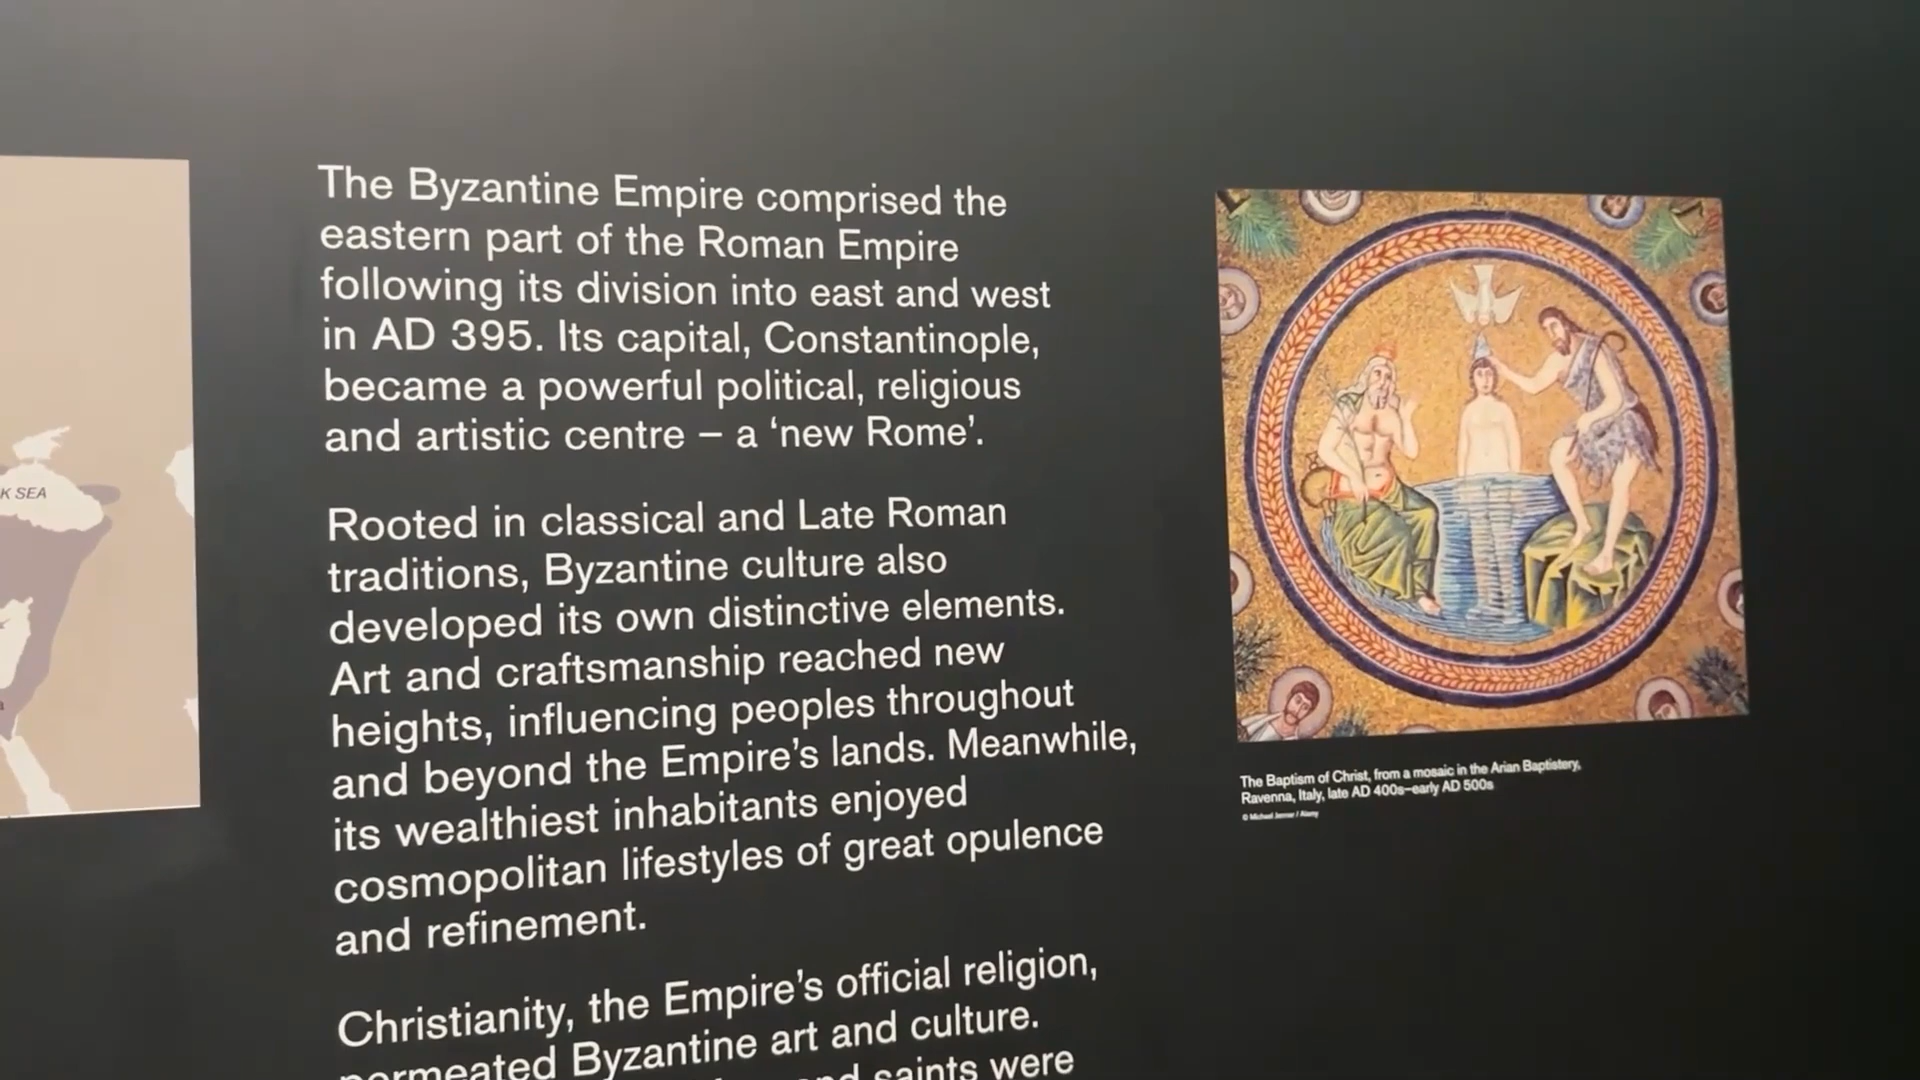 K SEA
The Byzantine Empire comprised the
eastern part of the Roman Empire
following its division into east and west
in AD 395. Its capital, Constantinople,
became a powerful political, religious
and artistic centre – a ‘new Rome’.
Rooted in classical and Late Roman
traditions, Byzantine culture also
developed its own distinctive elements.
Art and craftsmanship reached new
heights, influencing peoples throughout
and beyond the Empire’s lands. Meanwhile,
its wealthiest inhabitants enjoyed
cosmopolitan lifestyles of great opulence
and refinement.
Christianity, the Empire’s official religion,
permeated Byzantine art and culture.
saints were
The Baptism of Christ, from a mosaic in the Arian Baptistery,
Ravenna, Italy, late AD 400s–early AD 500s
© Michael Jenner / Alamy